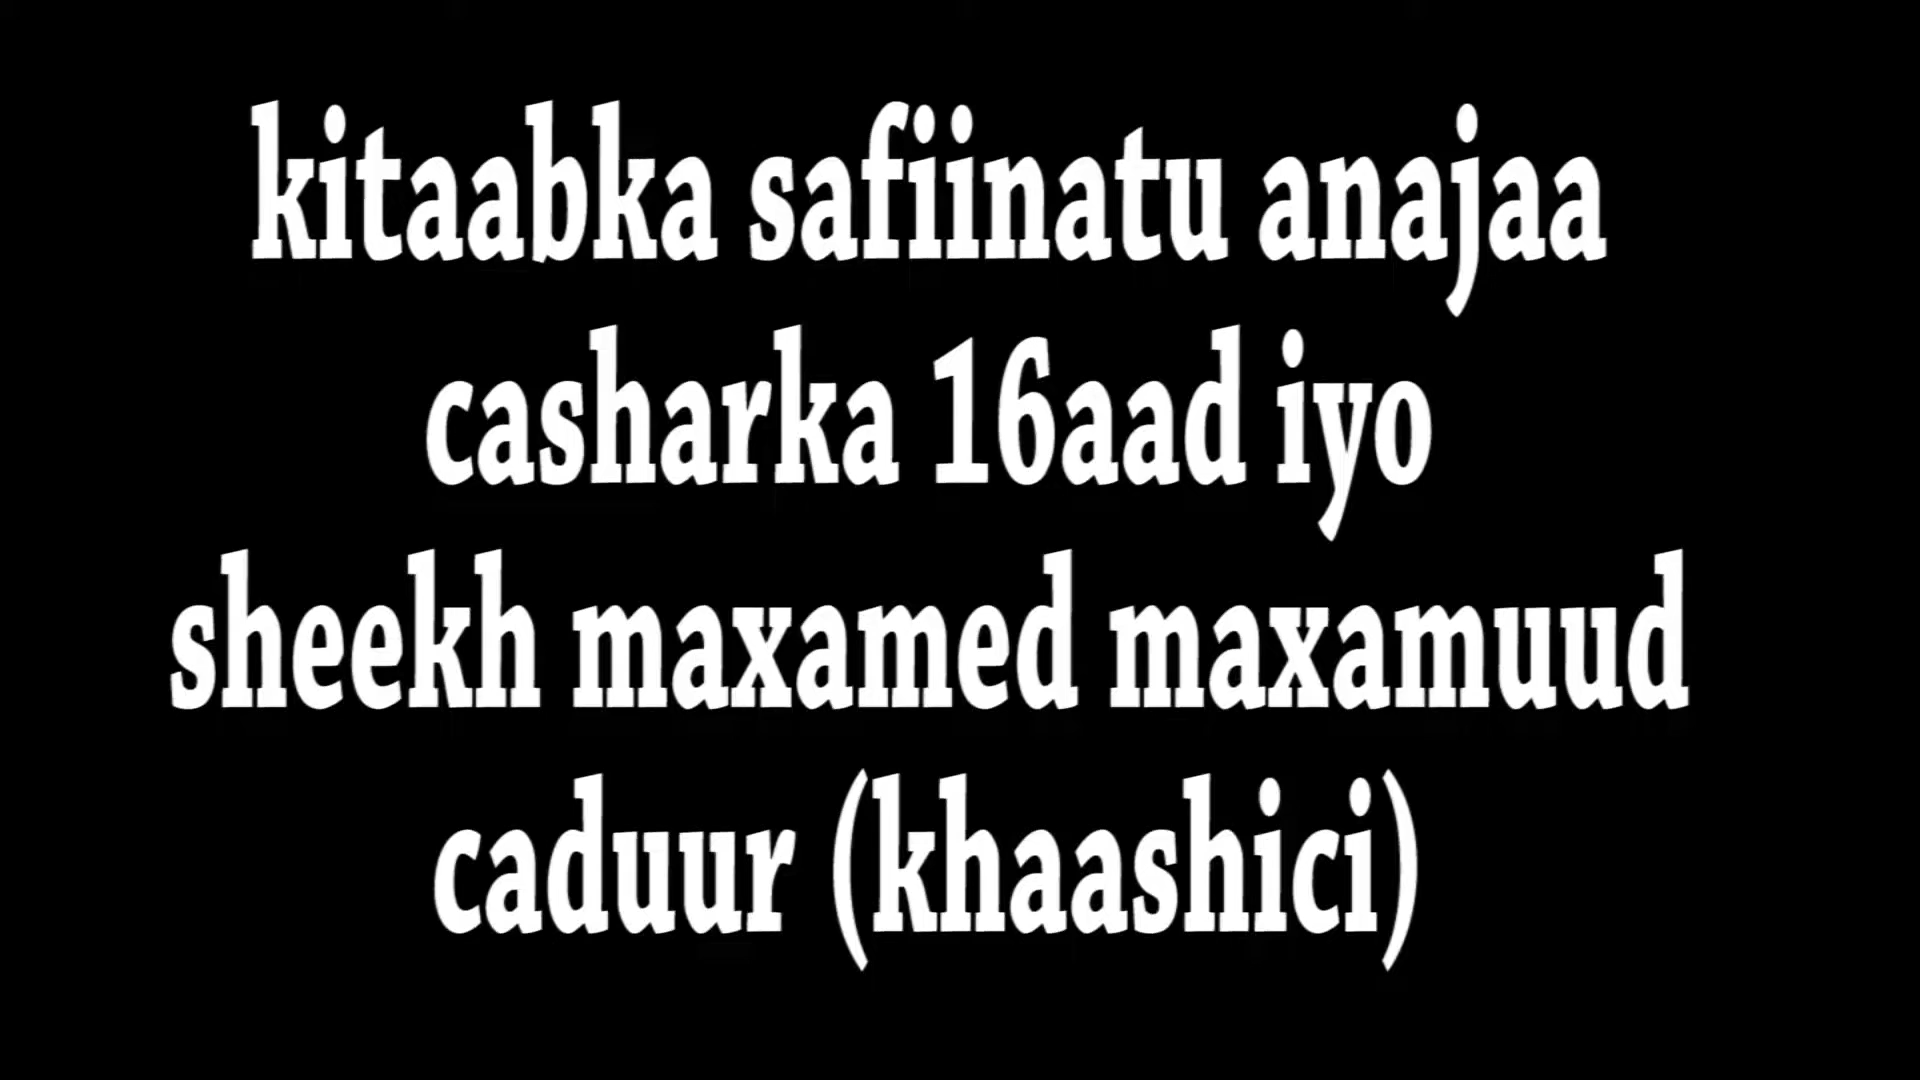 kitaabka safiinatu anajaa
casharka 16aad iyo
sheekh maxamed maxamuud
caduur (khaashici)